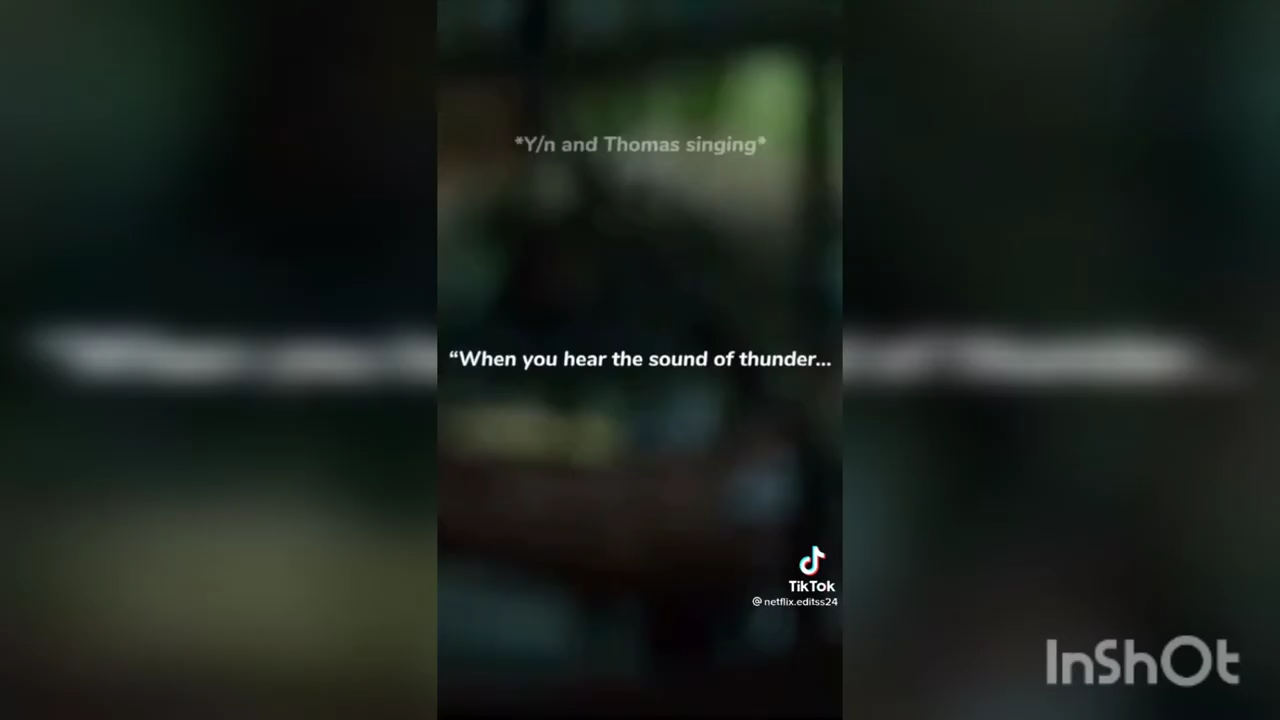 *Y/n and Thomas singing*
“When you hear the sound of thunder...
TikTok
@ netflix.editss24
InShOt